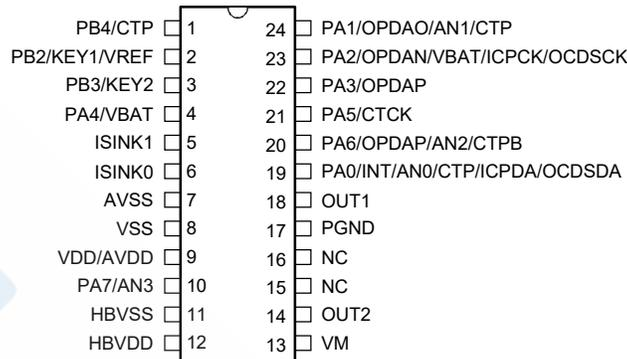 PB4/CTP 1 24 PA1/OPDAO/AN1/CTP
PB2/KEY1/VREF 2 23 PA2/OPDAN/VBAT/ICPCK/OCDSCK
PB3/KEY2 3 22 PA3/OPDAP
PA4/VBAT 4 21 PA5/CTCK
ISINK1 5 20 PA6/OPDAP/AN2/CTPB
ISINK0 6 19 PA0/INT/AN0/CTP/ICPDA/OCDSDA
AVSS 7 18 OUT1
VSS 8 17 PGND
VDD/AVDD 9 16 NC
PA7/AN3 10 15 NC
HBVSS 11 14 OUT2
HBVDD 12 13 VM